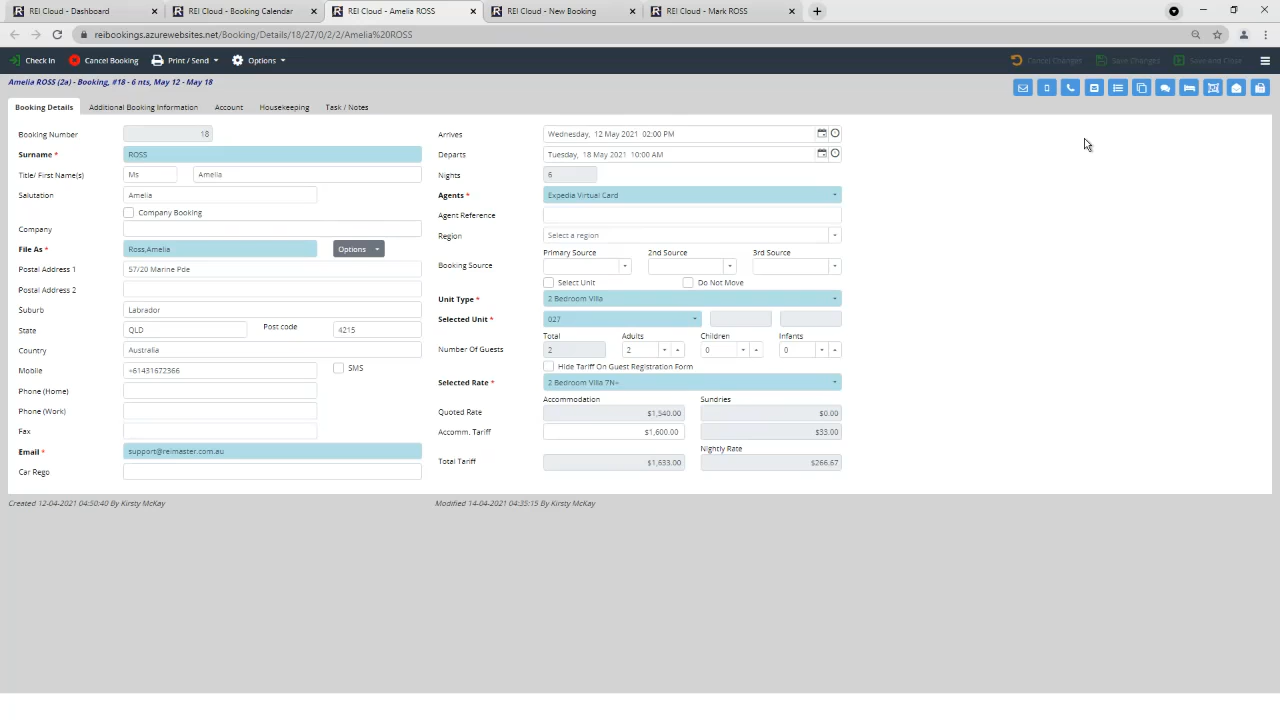 REI Cloud - Dashboard
REI Cloud - Booking Calendar
REI Cloud - Amelia ROSS
REI Cloud - New Booking
REI Cloud - Mark ROSS
reibookings.azurewebsites.net/Booking/Details/18/27/0/2/2/Amelia%20ROSS
Check In
Cancel Booking
Print / Send
Options
Cancel Changes
Save Changes
Save and Close
Amelia ROSS (2a) - Booking, #18 - 6 nts, May 12 - May 18
Booking Details
Additional Booking Information
Account
Housekeeping
Task / Notes
Booking Number 18
Surname * ROSS
Title/ First Name(s) Ms Amelia
Salutation Amelia
Company Booking
Company
File As * Ross,Amelia Options
Postal Address 1 57/20 Marine Pde
Postal Address 2
Suburb Labrador
State QLD Post code 4215
Country Australia
Mobile +61431672366 SMS
Phone (Home)
Phone (Work)
Fax
Email * support@reimaster.com.au
Car Rego
Arrives Wednesday, 12 May 2021 02:00 PM
Departs Tuesday, 18 May 2021 10:00 AM
Nights 6
Agents * Expedia Virtual Card
Agent Reference
Region Select a region
Primary Source 2nd Source 3rd Source
Booking Source
Select Unit Do Not Move
Unit Type * 2 Bedroom Villa
Selected Unit * 027
Total Adults Children Infants
Number Of Guests 2 2 0 0
Hide Tariff On Guest Registration Form
Selected Rate * 2 Bedroom Villa 7N+
Accommodation Sundries
Quoted Rate $1,540.00 $0.00
Accomm. Tariff $1,600.00 $33.00
Nightly Rate
Total Tariff $1,633.00 $266.67
Created 12-04-2021 04:50:40 By Kirsty McKay
Modified 14-04-2021 04:35:15 By Kirsty McKay